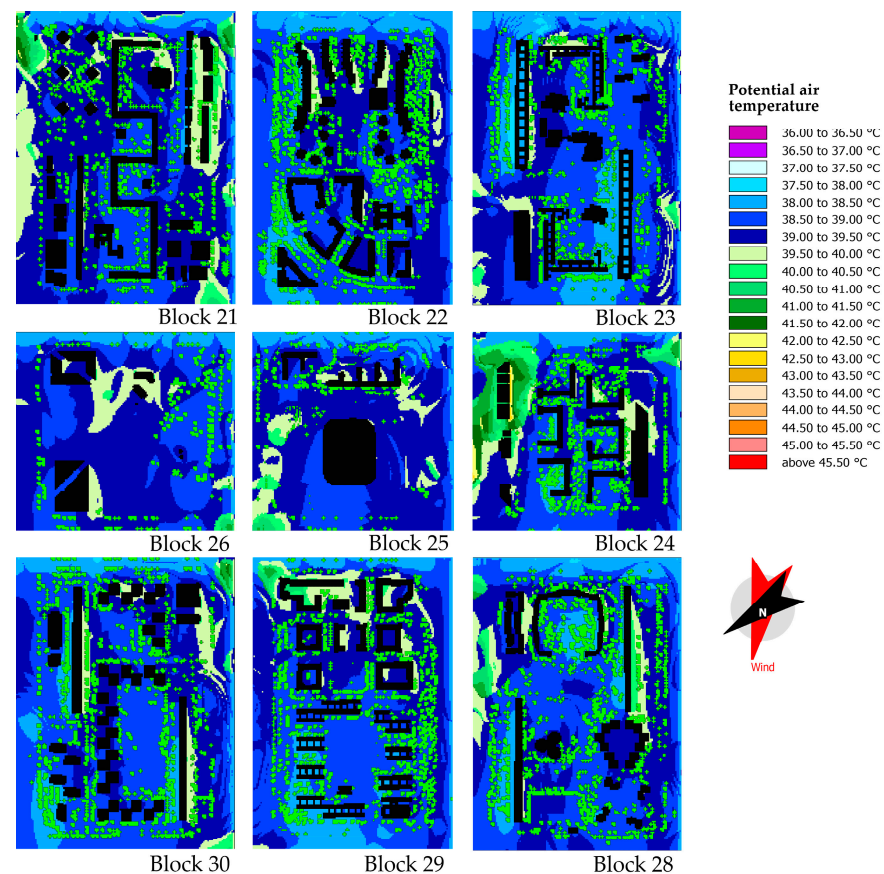 Block 21
Block 22
Block 23
Block 26
Block 25
Block 24
Block 30
Block 29
Block 28
Potential air
temperature
36.00 to 36.50 °C
36.50 to 37.00 °C
37.00 to 37.50 °C
37.50 to 38.00 °C
38.00 to 38.50 °C
38.50 to 39.00 °C
39.00 to 39.50 °C
39.50 to 40.00 °C
40.00 to 40.50 °C
40.50 to 41.00 °C
41.00 to 41.50 °C
41.50 to 42.00 °C
42.00 to 42.50 °C
42.50 to 43.00 °C
43.00 to 43.50 °C
43.50 to 44.00 °C
44.00 to 44.50 °C
44.50 to 45.00 °C
45.00 to 45.50 °C
above 45.50 °C
N
Wind